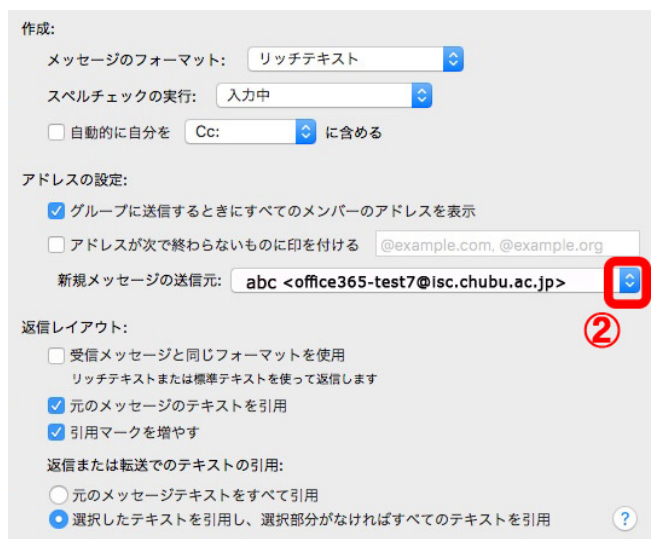 作成:
メッセージのフォーマット: リッチテキスト
スペルチェックの実行: 入力中
自動的に自分を Cc: に含める
アドレスの設定:
グループに送信するときにすべてのメンバーのアドレスを表示
アドレスが次で終わらないものに印を付ける @example.com, @example.org
新規メッセージの送信元: abc <office365-test7@isc.chubu.ac.jp>
②
返信レイアウト:
受信メッセージと同じフォーマットを使用
リッチテキストまたは標準テキストを使って返信します
元のメッセージのテキストを引用
引用マークを増やす
返信または転送でのテキストの引用:
元のメッセージテキストをすべて引用
選択したテキストを引用し、選択部分がなければすべてのテキストを引用 ?